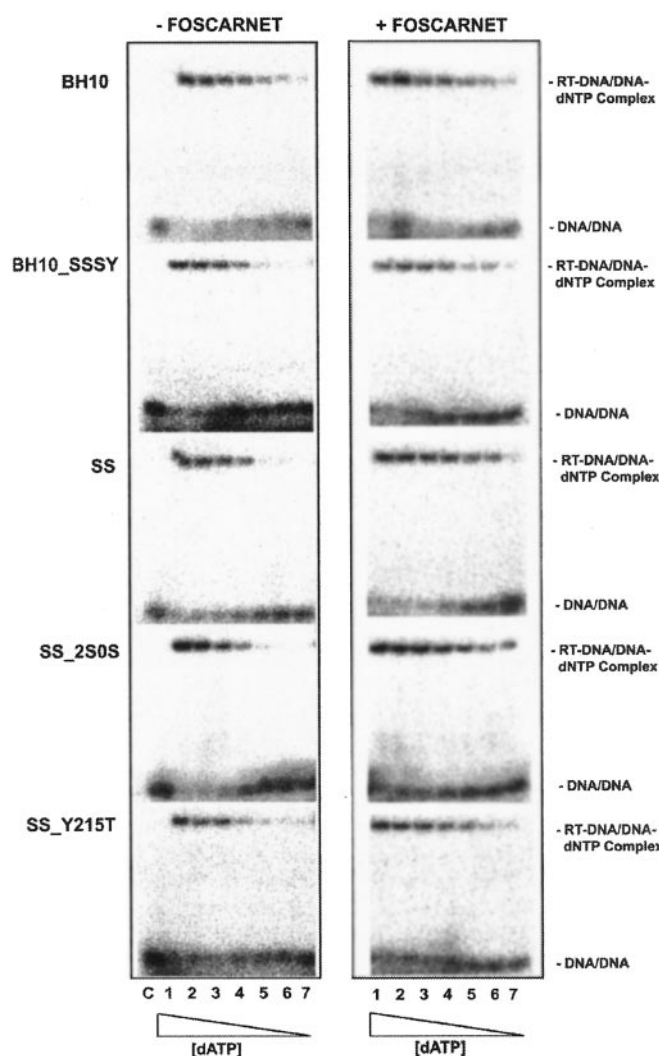 - FOSCARNET
+ FOSCARNET
BH10
- RT-DNA/DNA-
dNTP Complex
- DNA/DNA
BH10_SSSY
- RT-DNA/DNA-
dNTP Complex
- DNA/DNA
SS
- RT-DNA/DNA-
dNTP Complex
- DNA/DNA
SS_2S0S
- RT-DNA/DNA-
dNTP Complex
- DNA/DNA
SS_Y215T
- RT-DNA/DNA-
dNTP Complex
- DNA/DNA
C 1 2 3 4 5 6 7
1 2 3 4 5 6 7
[dATP]
[dATP]